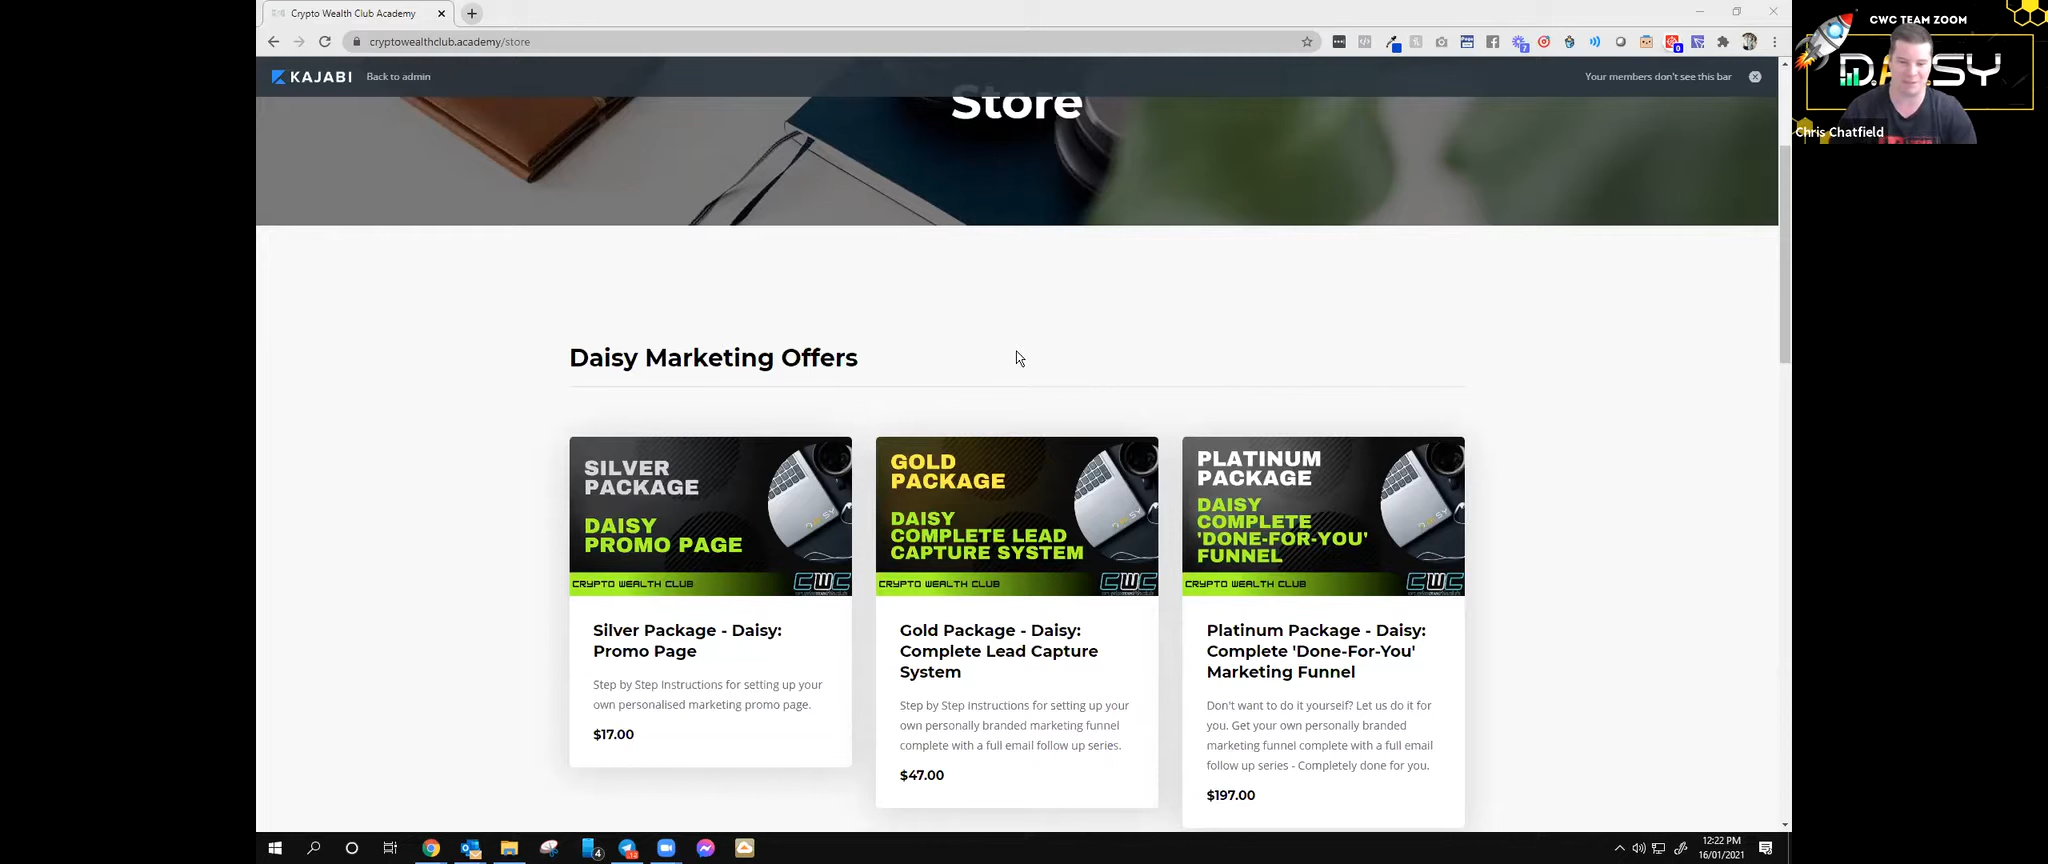 Crypto Wealth Club Academy
cryptowealthclub.academy/store
KAJABI
Back to admin
Your members don't see this bar
CWC TEAM ZOOM
D.AI.SY
Chris Chatfield
Store
Daisy Marketing Offers
SILVER
PACKAGE
DAISY
PROMO PAGE
CRYPTO WEALTH CLUB
CWC
Silver Package - Daisy:
Promo Page
Step by Step Instructions for setting up your
own personalised marketing promo page.
$17.00
GOLD
PACKAGE
DAISY
COMPLETE LEAD
CAPTURE SYSTEM
CRYPTO WEALTH CLUB
CWC
Gold Package - Daisy:
Complete Lead Capture
System
Step by Step instructions for setting up your
own personally branded marketing funnel
complete with a full email follow up series.
$47.00
PLATINUM
PACKAGE
DAISY
COMPLETE
'DONE-FOR-YOU'
FUNNEL
CRYPTO WEALTH CLUB
CWC
Platinum Package - Daisy:
Complete 'Done-For-You'
Marketing Funnel
Don't want to do it yourself? Let us do it for
you. Get your own personally branded
marketing funnel complete with a full email
follow up series - Completely done for you.
$197.00
4
12:22 PM
16/01/2021